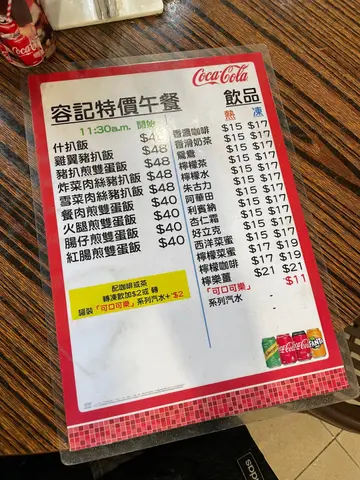 Coca-Cola
容記特價午餐
11:30a.m. 開始
什扒飯 $48
雞翼豬扒飯 $48
豬扒煎雙蛋飯 $48
炸菜肉絲豬扒飯 $48
雪菜肉絲豬扒飯 $48
餐肉煎雙蛋飯 $40
火腿煎雙蛋飯 $40
腸仔煎雙蛋飯 $40
紅腸煎雙蛋飯 $40
配咖啡或茶
轉凍飲加$2或 轉
罐裝「可口可樂」系列汽水+$2
飲品
熱 凍
香濃咖啡 $15 $17
香滑奶茶 $15 $17
鴛鴦 $15 $17
檸檬茶 $15 $17
檸檬水 $15 $17
朱古力 $15 $17
阿華田 $15 $17
利賓納 $15 $17
杏仁霜 $15 $17
好立克 $15 $17
西洋菜蜜 $17 $19
檸檬菜蜜 $17 $19
檸檬咖啡 $17 $19
檸樂薑 $21 $21
「可口可樂」 - $11
系列汽水